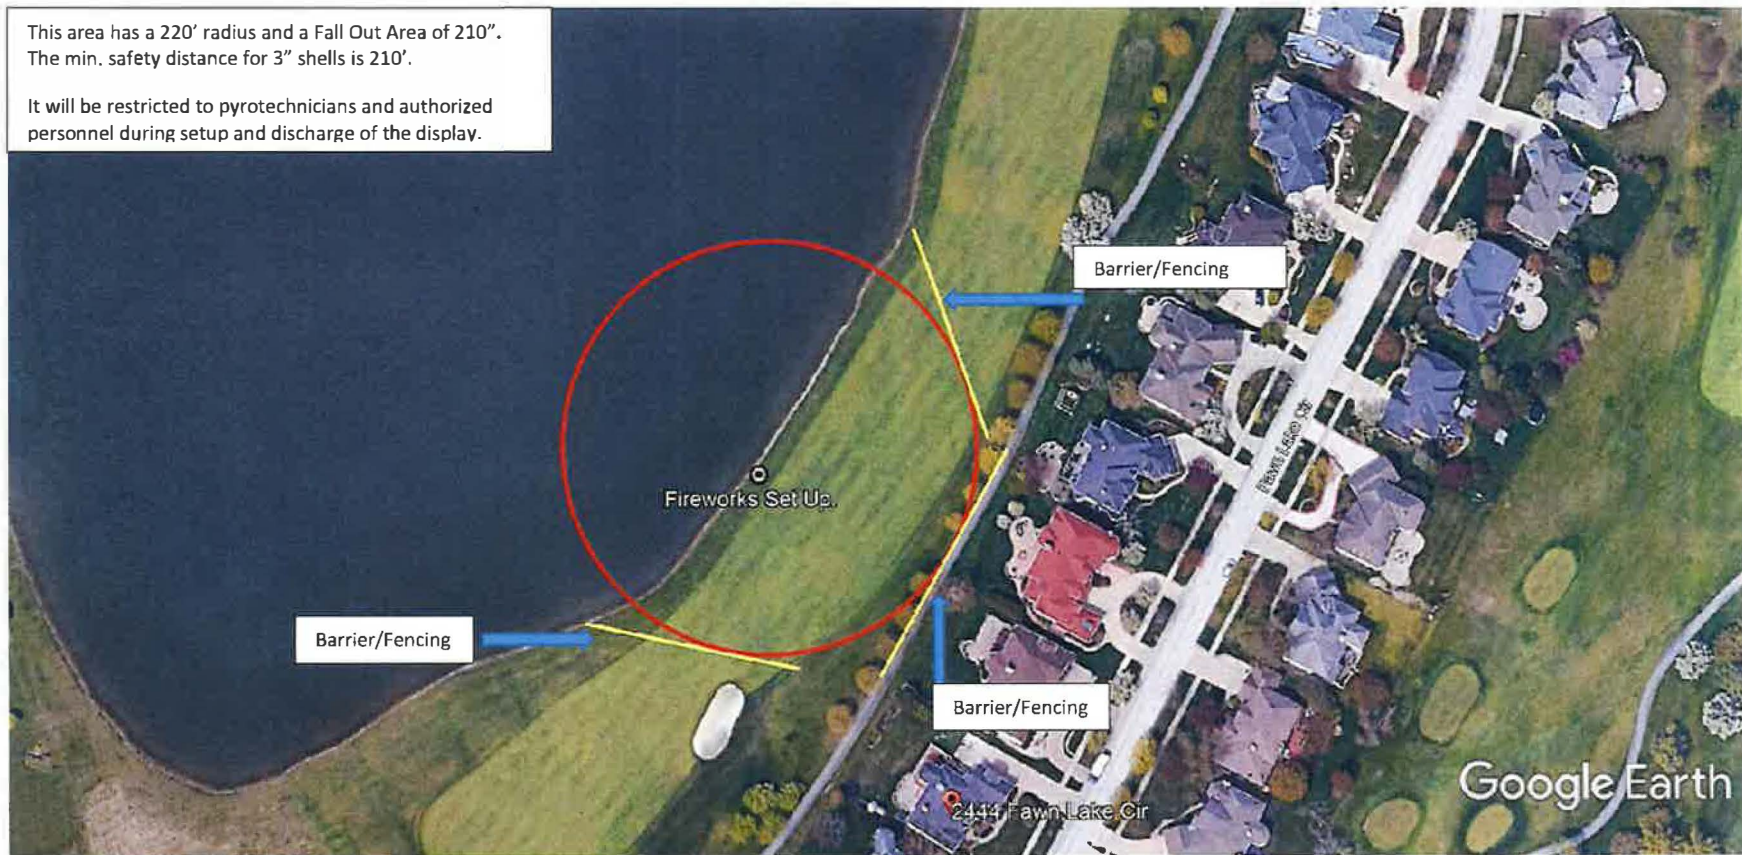 This area has a 220’ radius and a Fall Out Area of 210”.
The min. safety distance for 3” shells is 210’.
It will be restricted to pyrotechnicians and authorized
personnel during setup and discharge of the display.
Barrier/Fencing
Fawn Lake Cir
Fireworks Set Up.
Barrier/Fencing
Barrier/Fencing
2444 Fawn Lake Cir
Google Earth